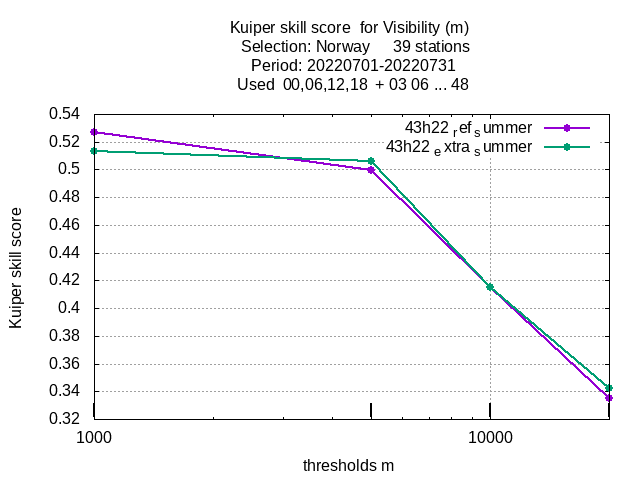 Kuiper skill score for Visibility (m)
Selection: Norway 39 stations
Period: 20220701-20220731
Used 00,06,12,18 + 03 06 ... 48
0.54
0.52
0.5
0.48
0.46
0.44
0.42
0.4
0.38
0.36
0.34
0.32
Kuiper skill score
43h22 ref summer
43h22 extra summer
1000
10000
thresholds m